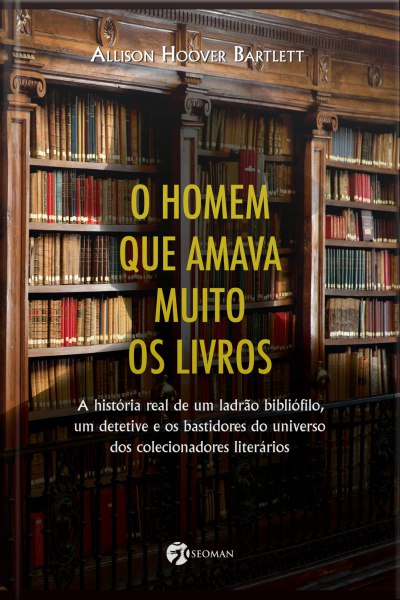 ALLISON HOOVER BARTLETT
O HOMEM
QUE AMAVA
MUITO
OS LIVROS
A história real de um ladrão bibliófilo,
um detetive e os bastidores do universo
dos colecionadores literários
SEOMAN